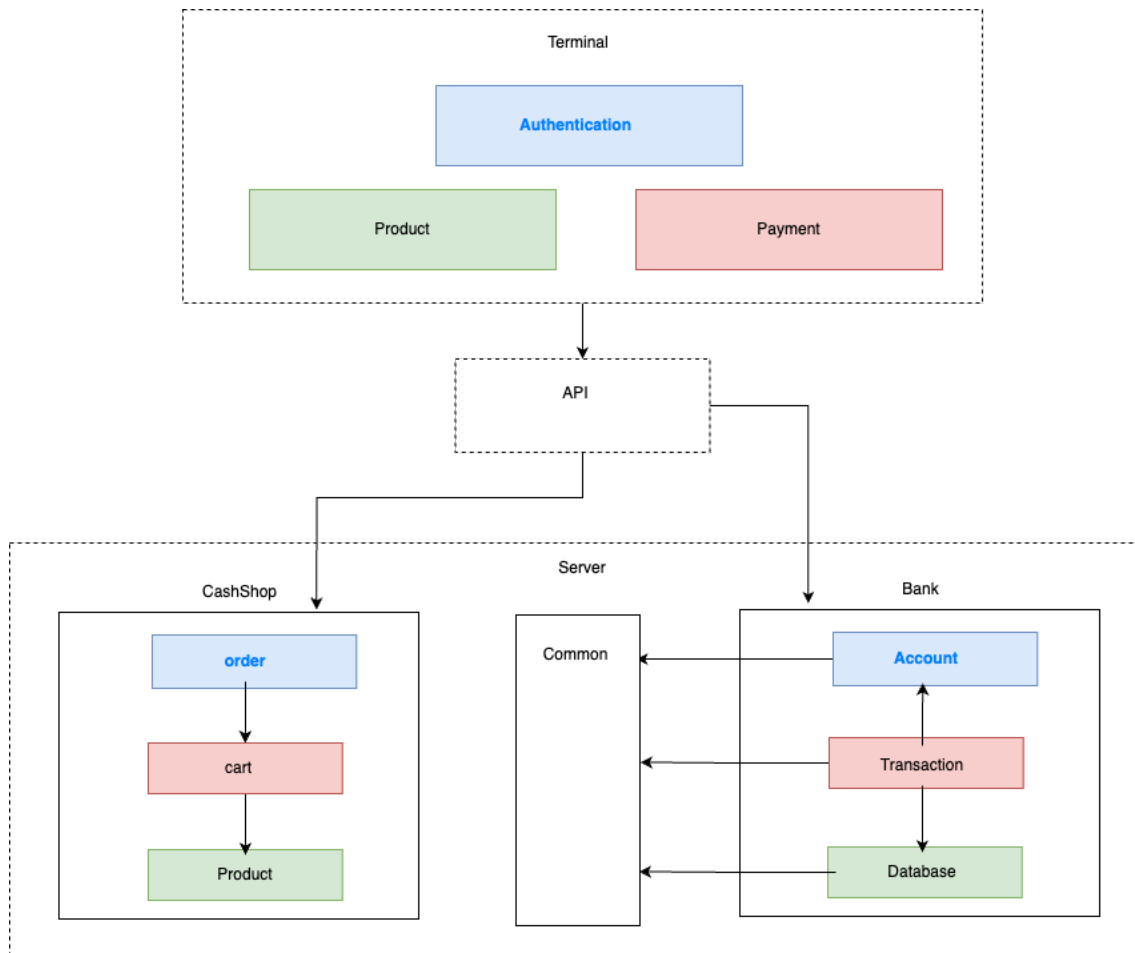 Terminal
Authentication
Product
Payment
API
Server
CashShop
order
cart
Product
Common
Bank
Account
Transaction
Database